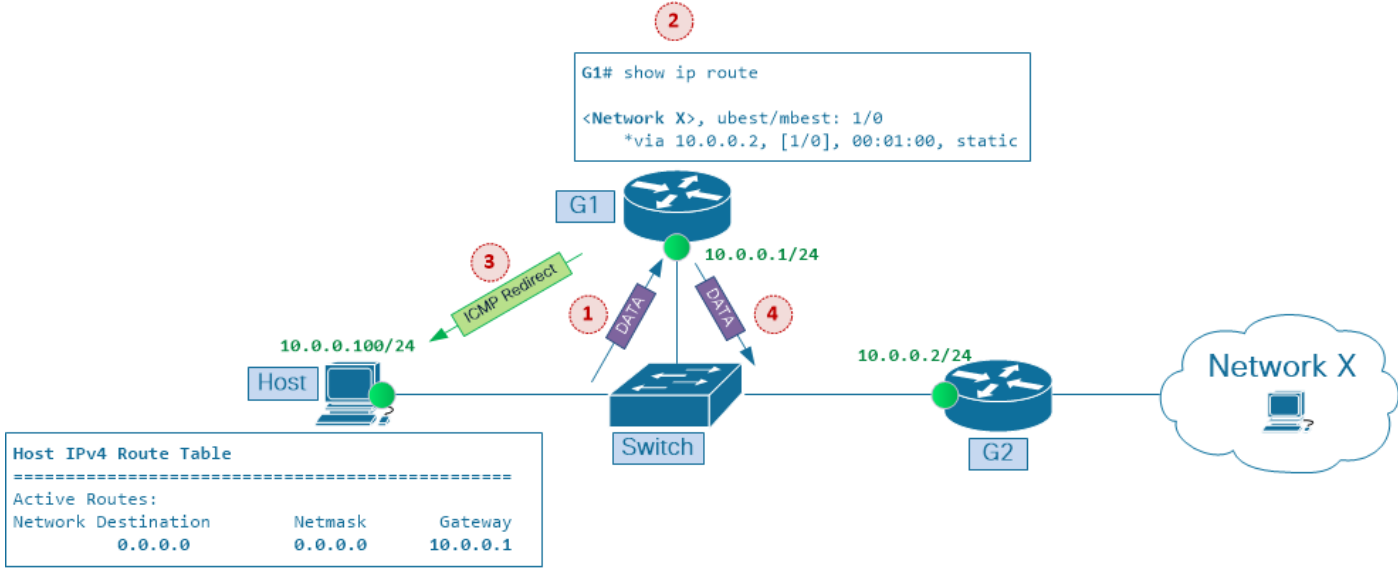 2
G1# show ip route
<Network X>, ubest/mbest: 1/0
*via 10.0.0.2, [1/0], 00:01:00, static
G1
10.0.0.1/24
3
ICMP Redirect
1
DATA
DATA
4
10.0.0.100/24
Host
?
Switch
10.0.0.2/24
G2
Network X
?
Host IPv4 Route Table
================================================
Active Routes:
Network Destination Netmask Gateway
0.0.0.0 0.0.0.0 10.0.0.1